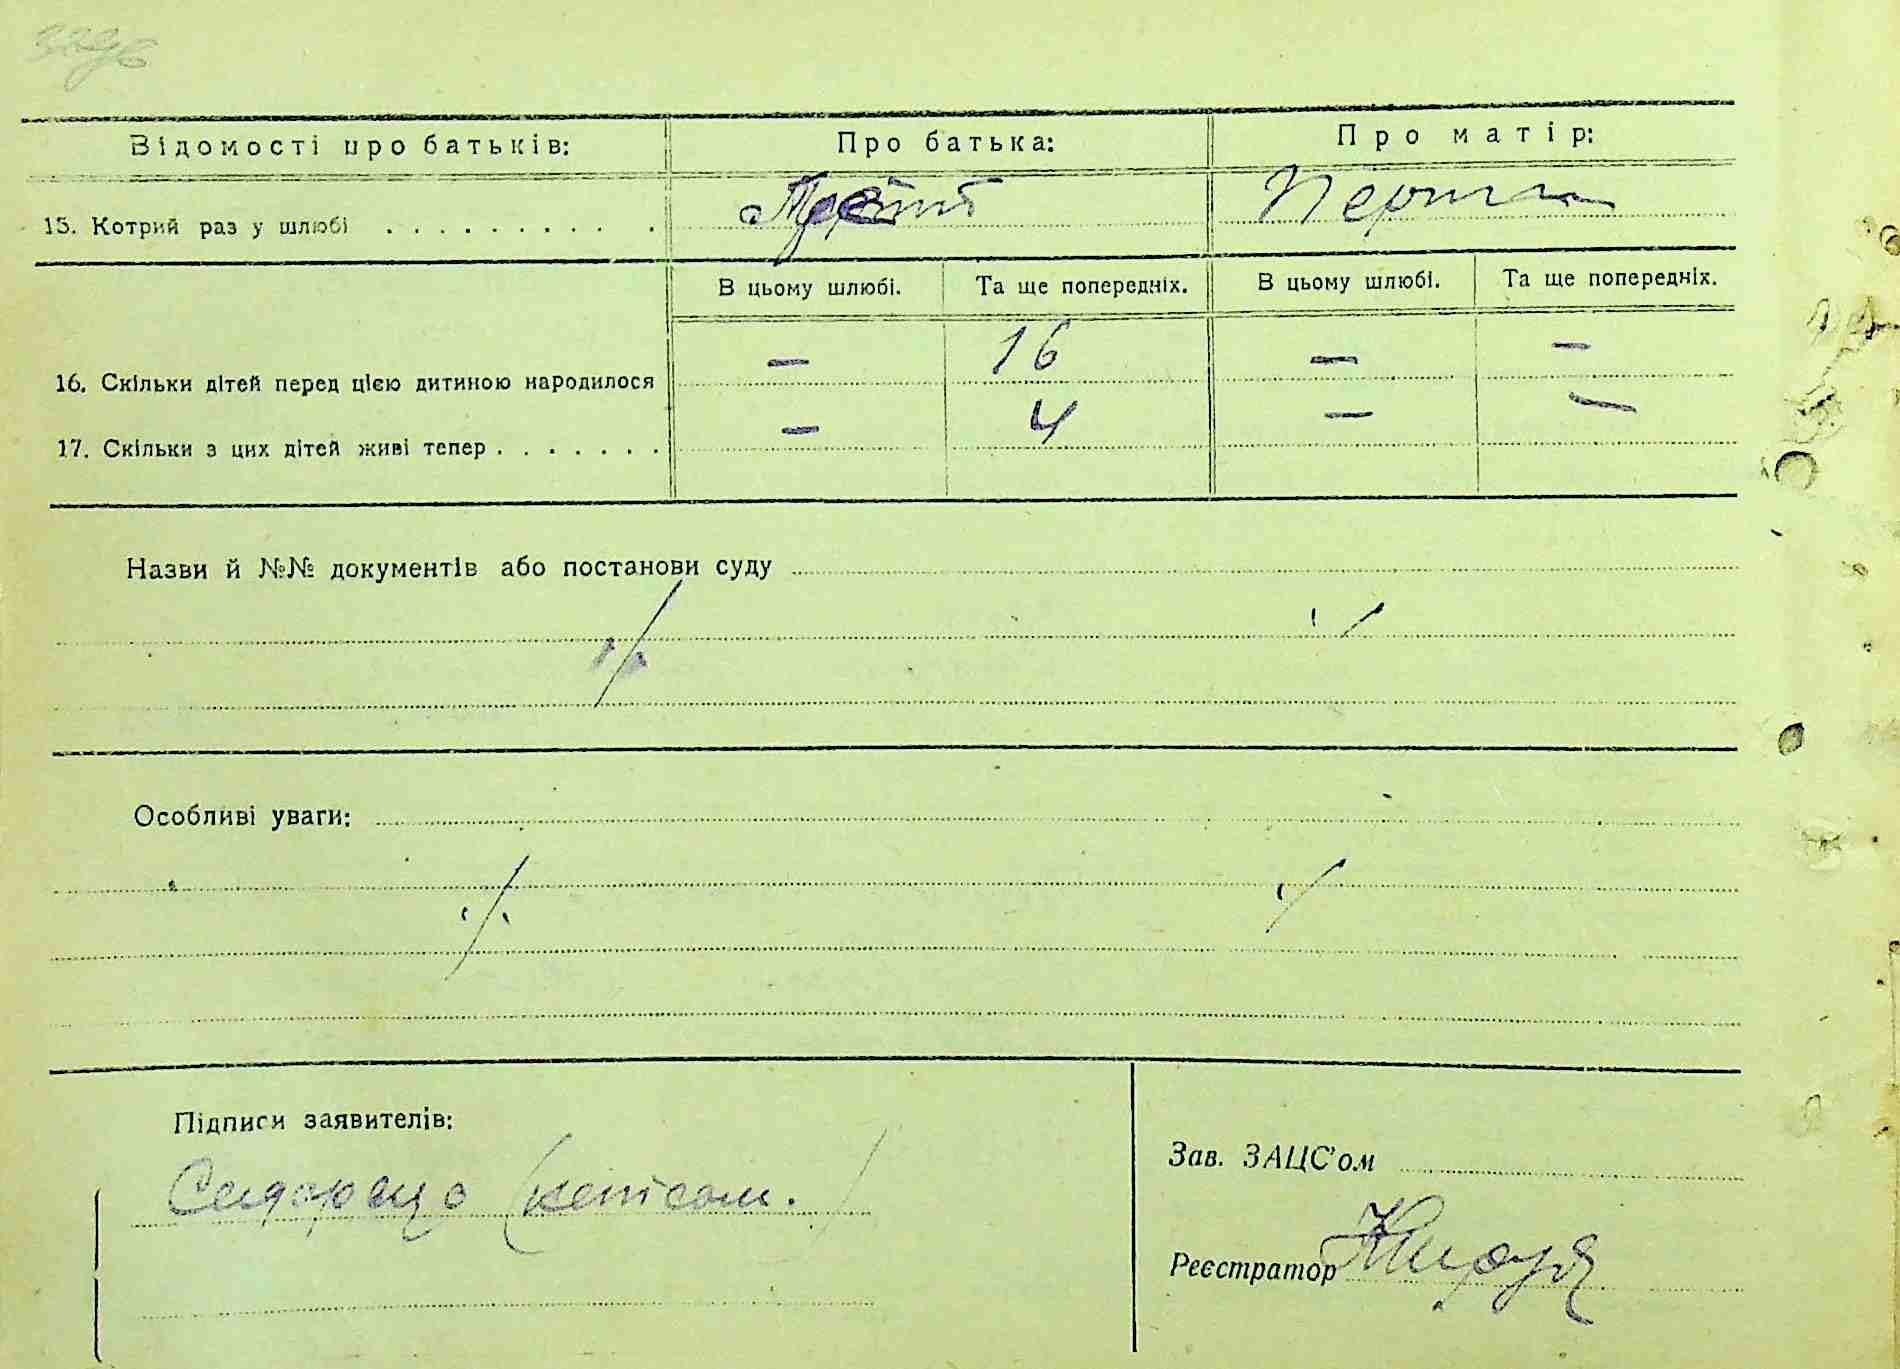 Відомості про батьків: Про батька: Про матір:
15. Котрий раз у шлюбі . . . . . . . . . . Третій Перша
В цьому шлюбі. Та ще попередніх. В цьому шлюбі. Та ще попередніх.
16. Скільки дітей перед цією дитиною народилося — 16 — —
17. Скільки з цих дітей живі тепер . . . . . . . — 4 — —
Назви й №№ документів або постанови суду
Особливі уваги:
Підписи заявителів:
Зав. ЗАЦС'ом
Реєстратор